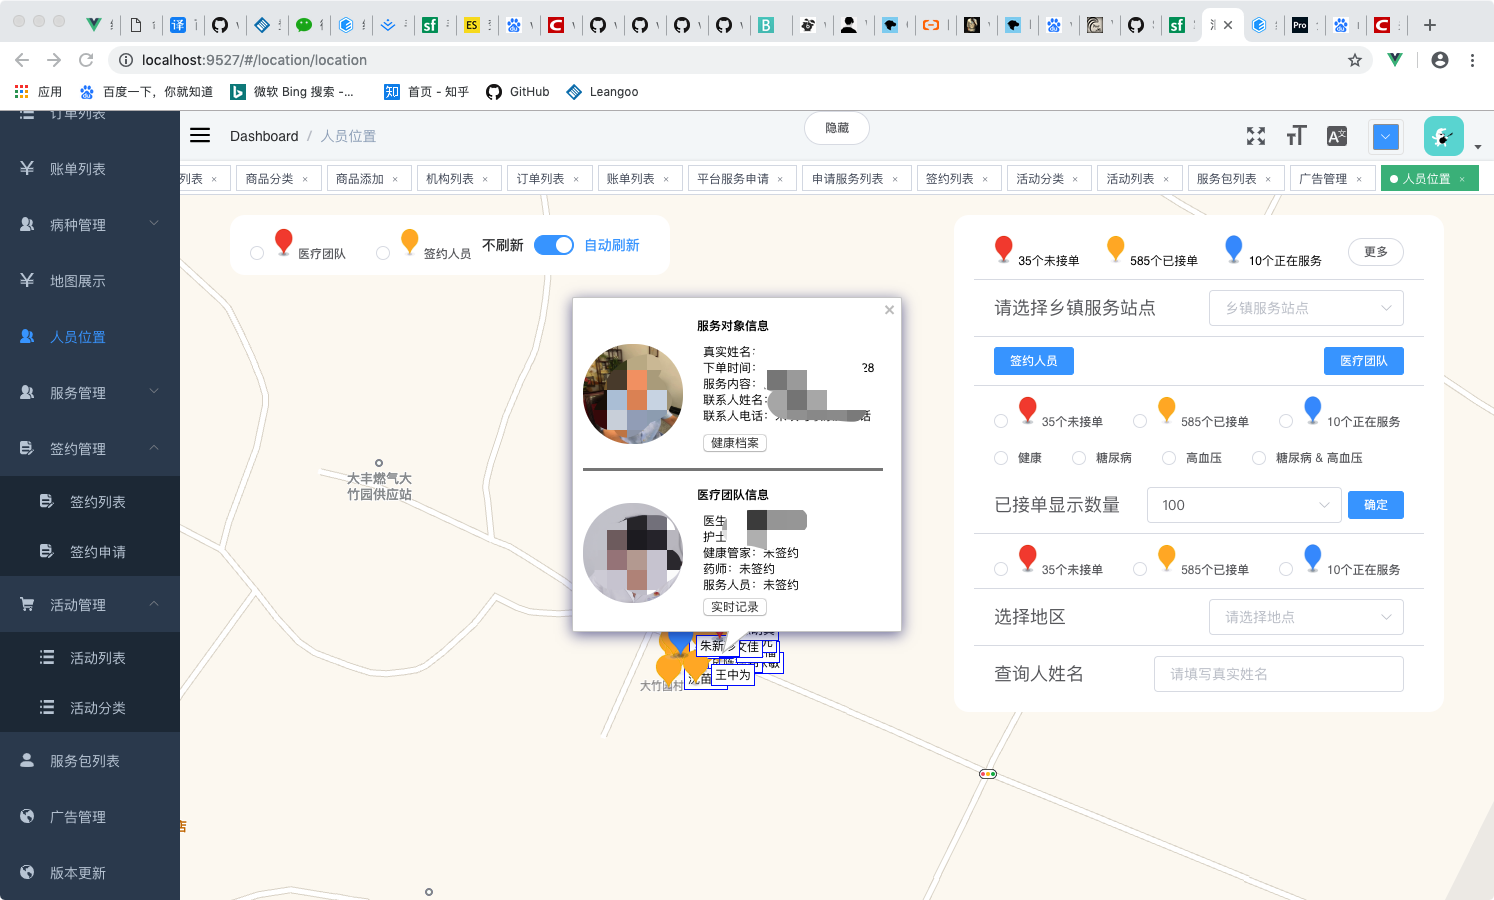 localhost:9527/#/location/location
应用
百度一下，你就知道
微软 Bing 搜索 -...
首页 - 知乎
GitHub
Leangoo
订单列表
账单列表
病种管理
地图展示
人员位置
服务管理
签约管理
签约列表
签约申请
活动管理
活动列表
活动分类
服务包列表
广告管理
版本更新
Dashboard / 人员位置
隐藏
列表 ×
商品分类 ×
商品添加 ×
机构列表 ×
订单列表 ×
账单列表 ×
平台服务申请 ×
申请服务列表 ×
签约列表 ×
活动分类 ×
活动列表 ×
服务包列表 ×
广告管理 ×
人员位置 ×
医疗团队
签约人员
不刷新
自动刷新
大丰燃气大
竹园供应站
服务对象信息
真实姓名：
下单时间：
28
服务内容：
联系人姓名：
联系人电话：
话
健康档案
医疗团队信息
医生
护士
健康管家：未签约
药师：未签约
服务人员：未签约
实时记录
朱新
佳
王中为
大竹园村
35个未接单
585个已接单
10个正在服务
更多
请选择乡镇服务站点
乡镇服务站点
签约人员
医疗团队
35个未接单
585个已接单
10个正在服务
健康
糖尿病
高血压
糖尿病 & 高血压
已接单显示数量
100
确定
35个未接单
585个已接单
10个正在服务
选择地区
请选择地点
查询人姓名
请填写真实姓名
店